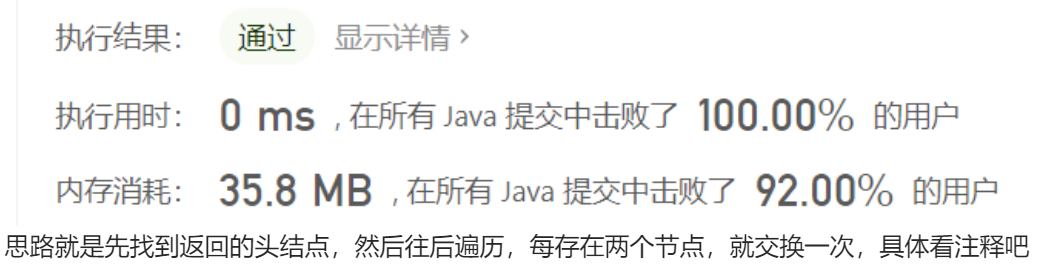 执行结果： 通过 显示详情 ›
执行用时： 0 ms ，在所有 Java 提交中击败了 100.00% 的用户
内存消耗： 35.8 MB ，在所有 Java 提交中击败了 92.00% 的用户
思路就是先找到返回的头结点，然后往后遍历，每存在两个节点，就交换一次，具体看注释吧